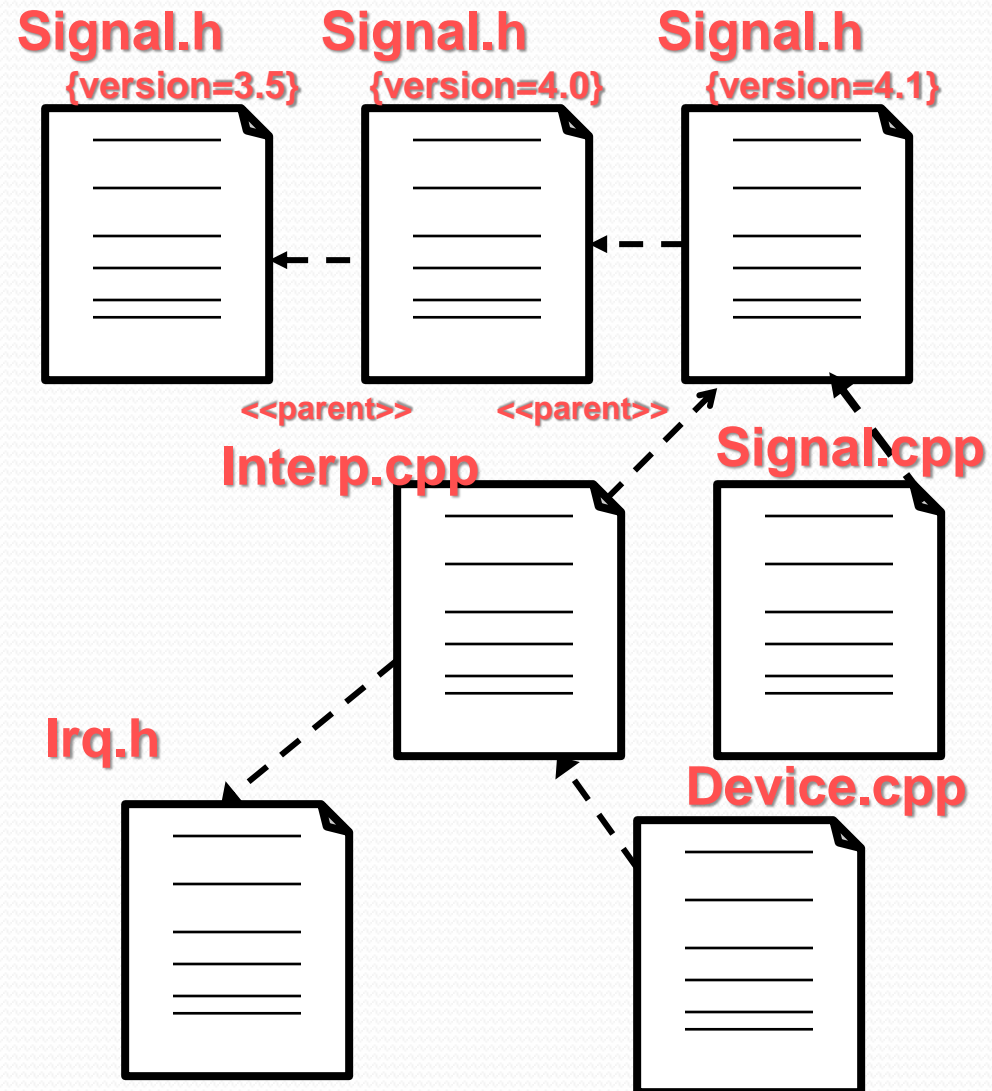 Signal.h
{version=3.5}
Signal.h
{version=4.0}
Signal.h
{version=4.1}
<<parent>>
<<parent>>
Interp.cpp
Signal.cpp
Irq.h
Device.cpp